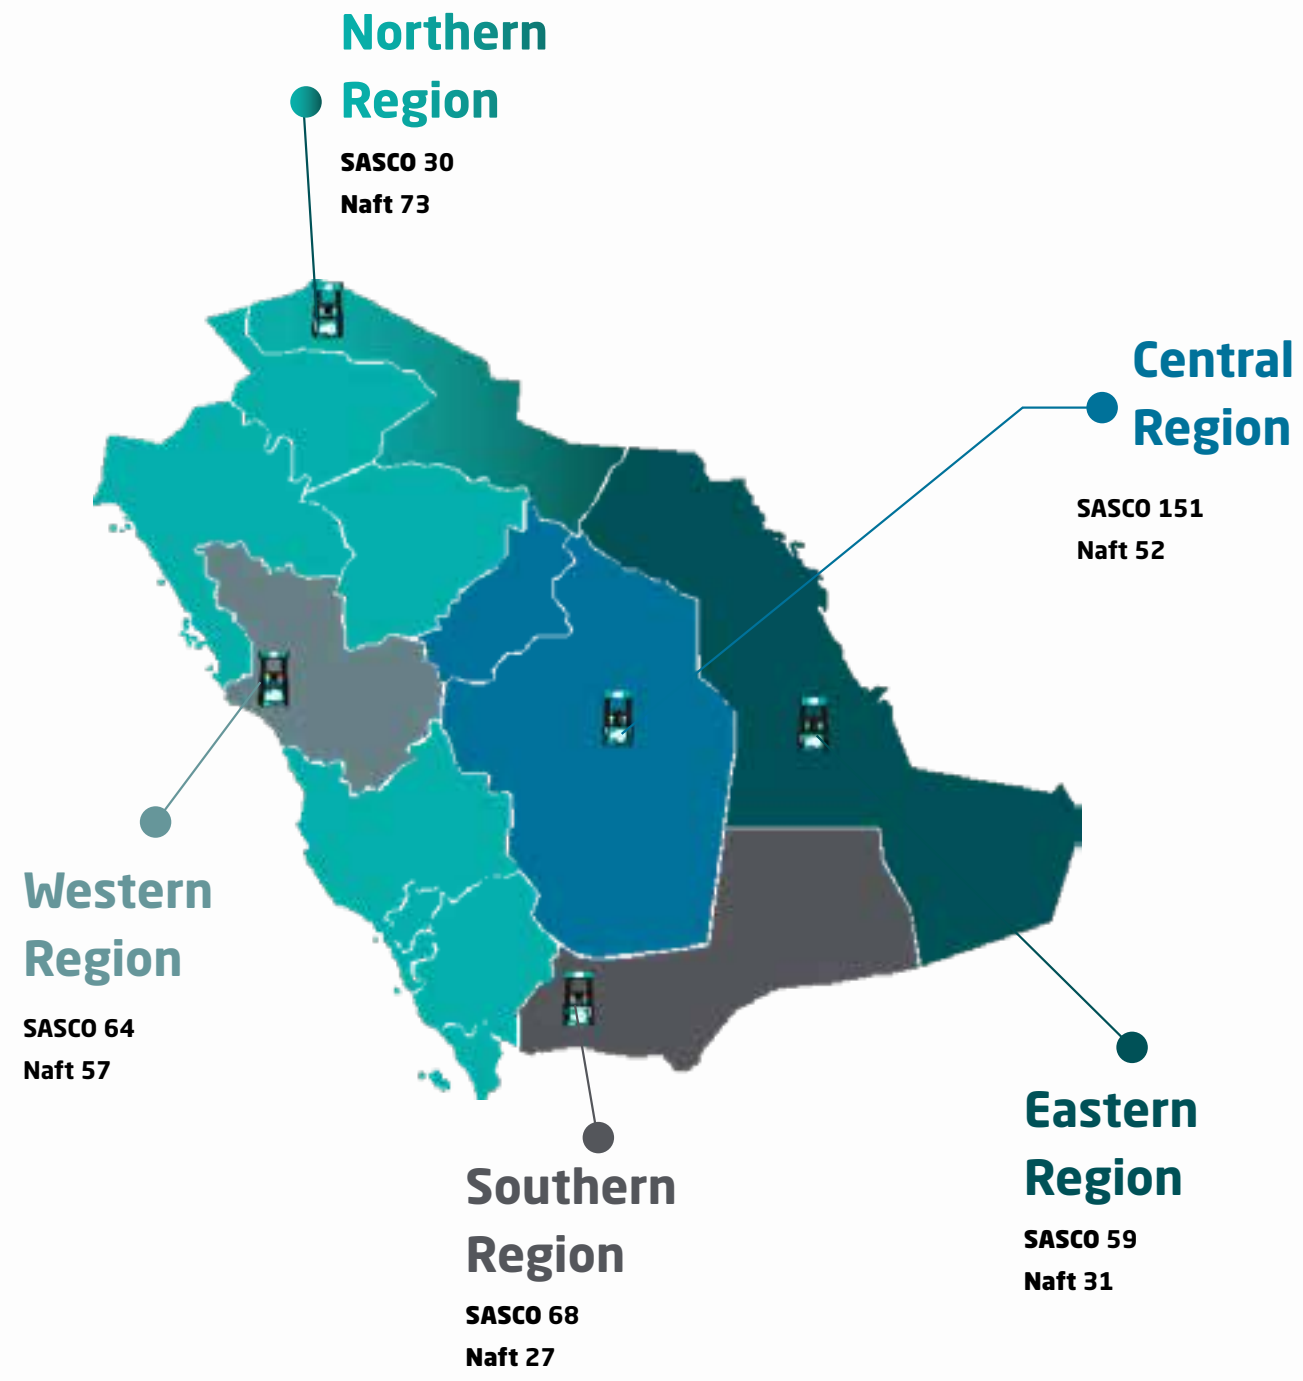 Northern
Region
SASCO 30
Naft 73
Central
Region
SASCO 151
Naft 52
Western
Region
SASCO 64
Naft 57
Eastern
Region
SASCO 59
Naft 31
Southern
Region
SASCO 68
Naft 27